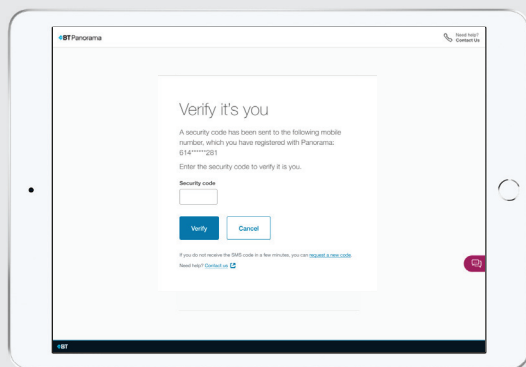 BT Panorama
Need help?
Contact Us
Verify it's you
A security code has been sent to the following mobile
number, which you have registered with Panorama:
614******281
Enter the security code to verify it is you.
Security code
Verify Cancel
If you do not receive the SMS code in a few minutes, you can request a new code.
Need help? Contact us
BT